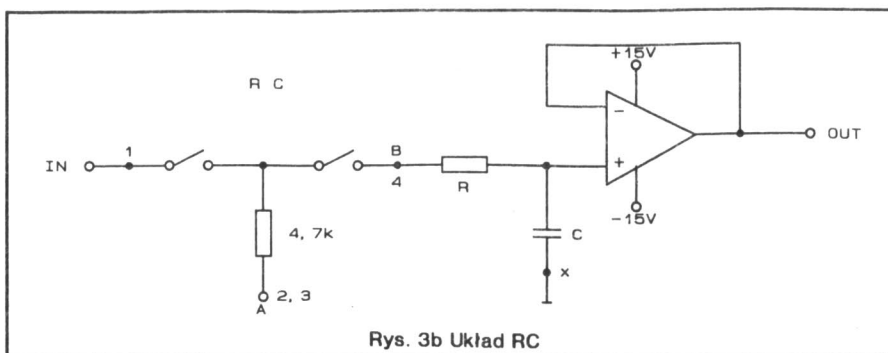 +15V
R C
-
OUT
1
B
IN
+
4
R
-15V
4,7k
C
x
2,3
A
Rys. 3b Układ RC